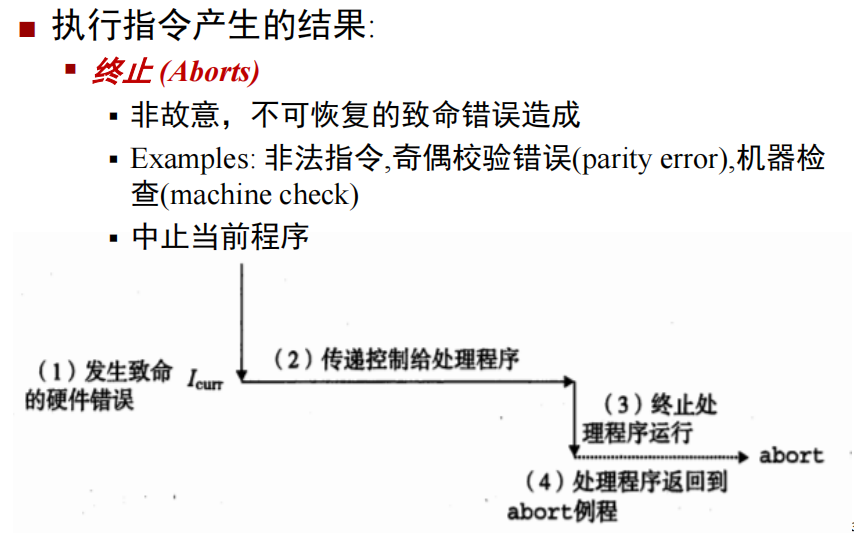 执行指令产生的结果:
终止 (Aborts)
非故意，不可恢复的致命错误造成
Examples: 非法指令,奇偶校验错误(parity error),机器检
查(machine check)
中止当前程序
（1）发生致命
的硬件错误
Icurr
（2）传递控制给处理程序
（3）终止处
理程序运行
abort
（4）处理程序返回到
abort例程